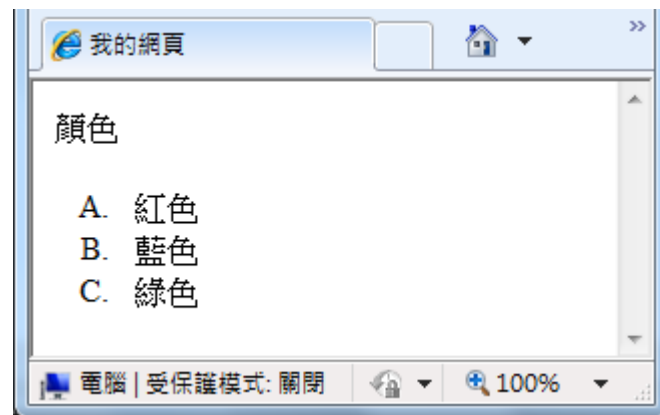 我的網頁
顏色
A. 紅色
B. 藍色
C. 綠色
電腦 | 受保護模式: 關閉 100%